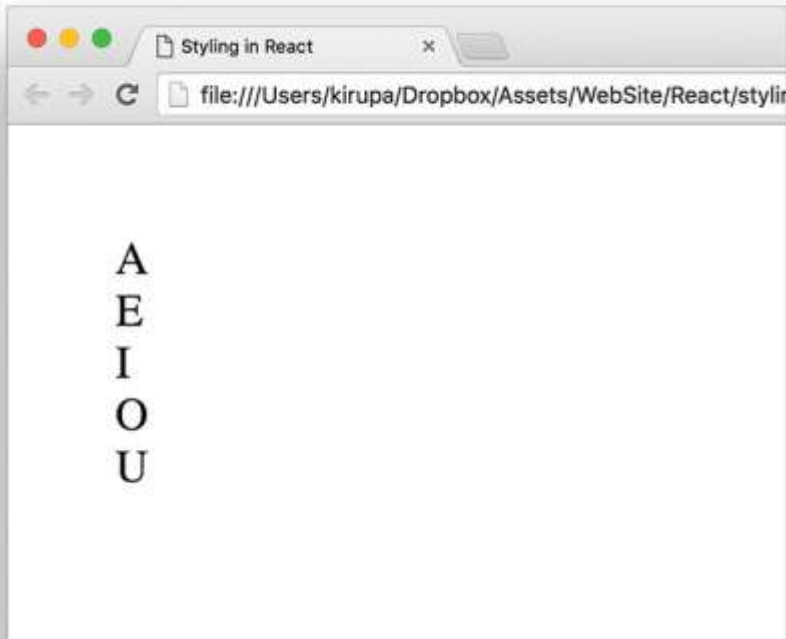 Styling in React
file:///Users/kirupa/Dropbox/Assets/WebSite/React/stylin
A
E
I
O
U